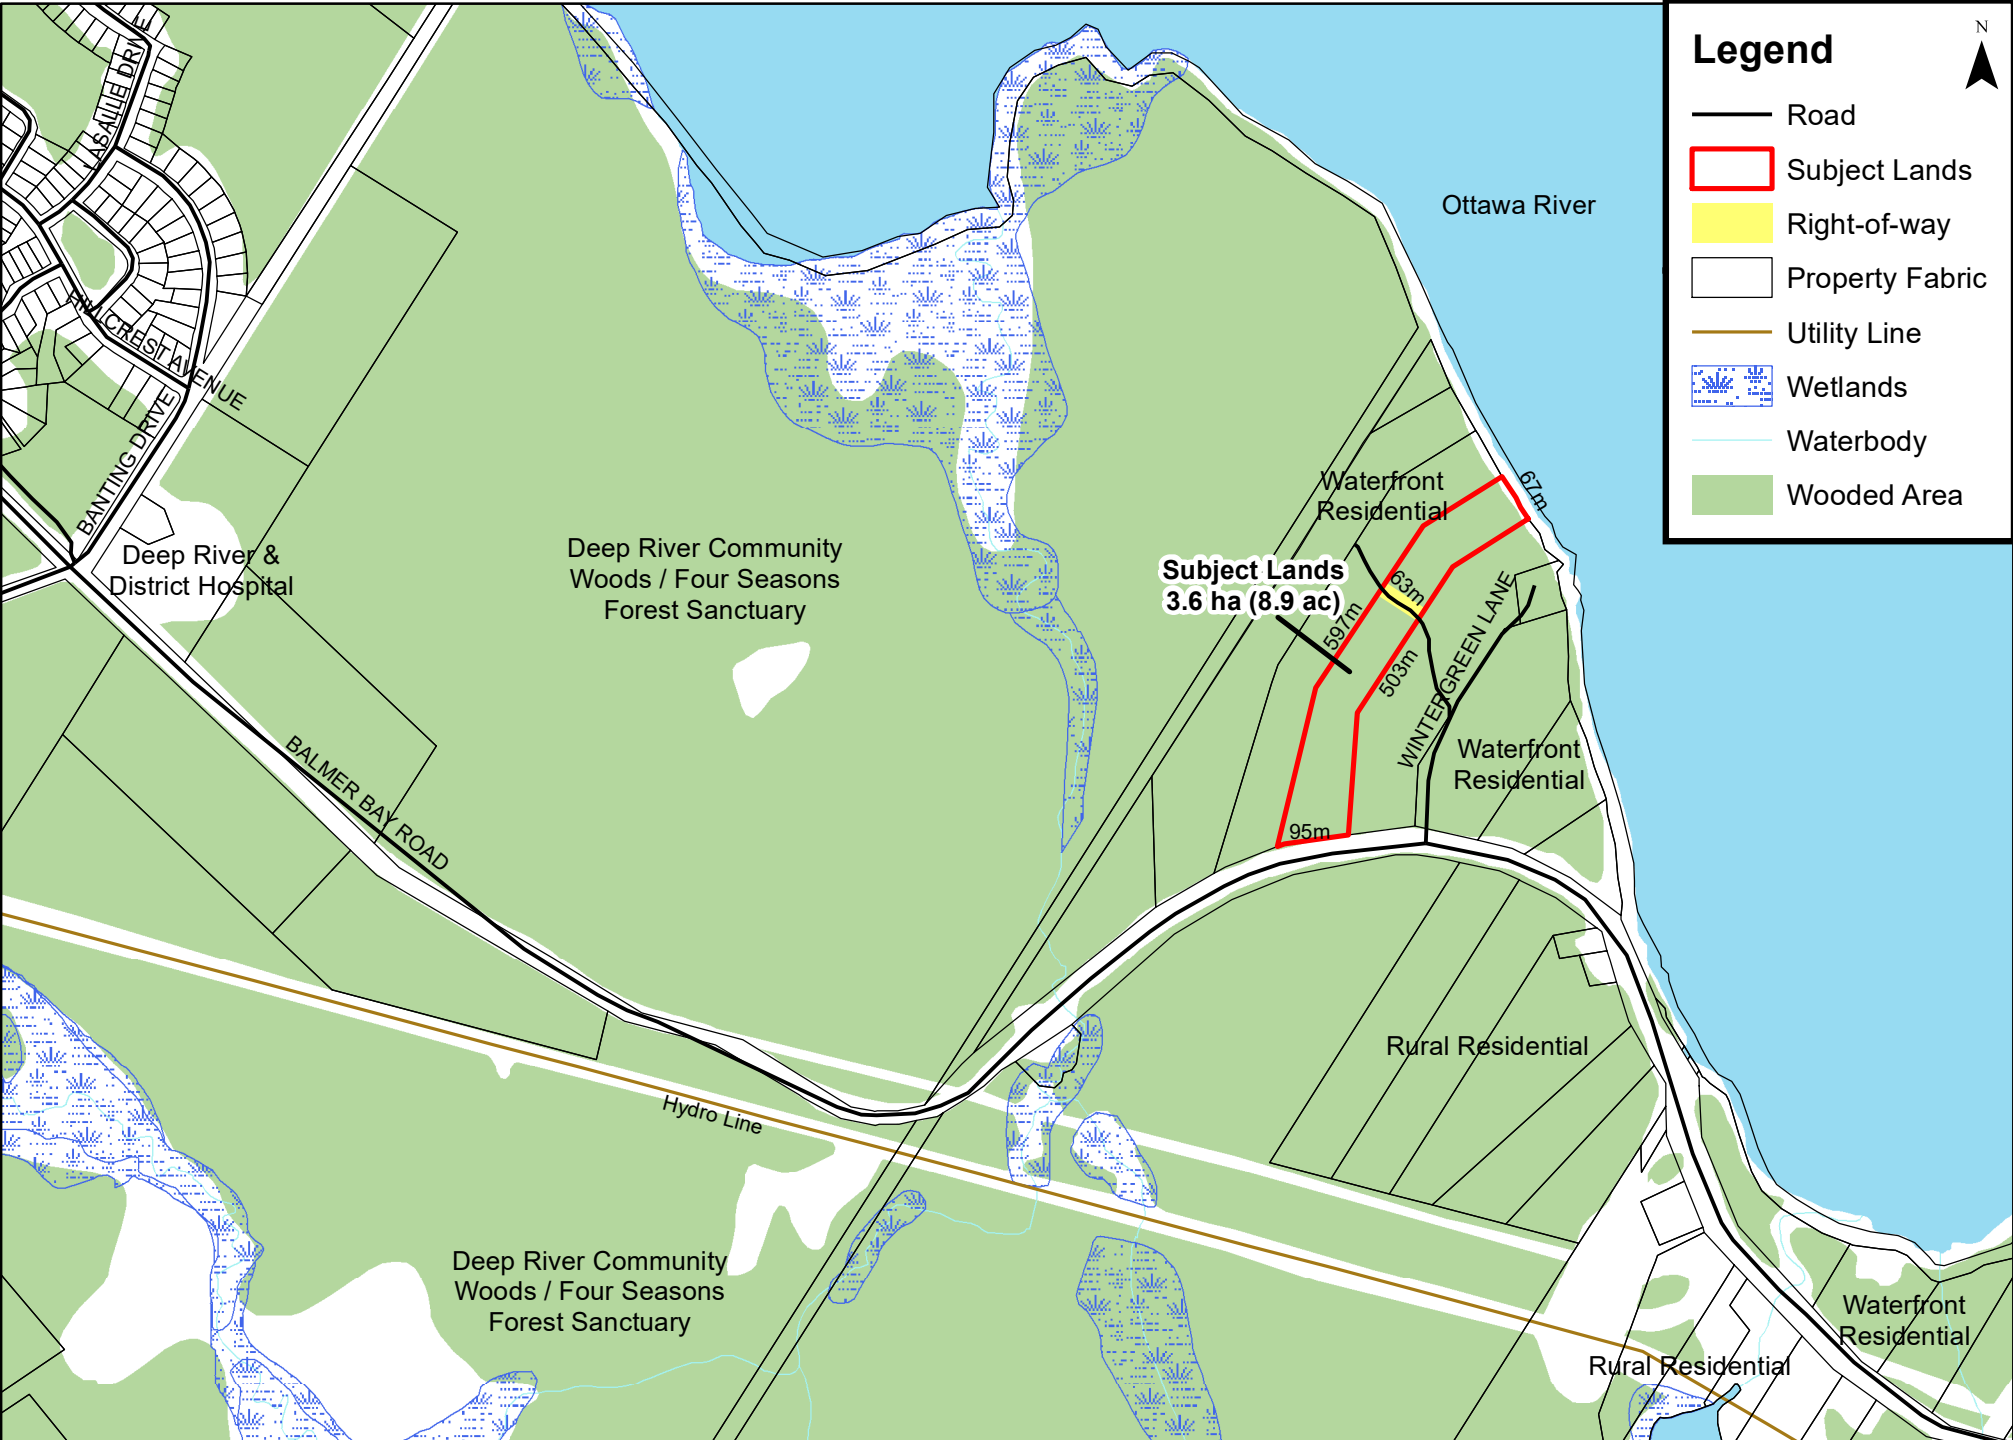 Legend
N
Road
Subject Lands
Right-of-way
Property Fabric
Utility Line
Wetlands
Waterbody
Wooded Area
LASALLE DRIVE
HILLCREST AVENUE
BANTING DRIVE
Deep River &
District Hospital
BALMER BAY ROAD
Deep River Community
Woods / Four Seasons
Forest Sanctuary
Ottawa River
Waterfront
Residential
67m
Subject Lands
3.6 ha (8.9 ac)
63m
597m
503m
WINTERGREEN LANE
95m
Waterfront
Residential
Rural Residential
Hydro Line
Deep River Community
Woods / Four Seasons
Forest Sanctuary
Waterfront
Residential
Rural Residential